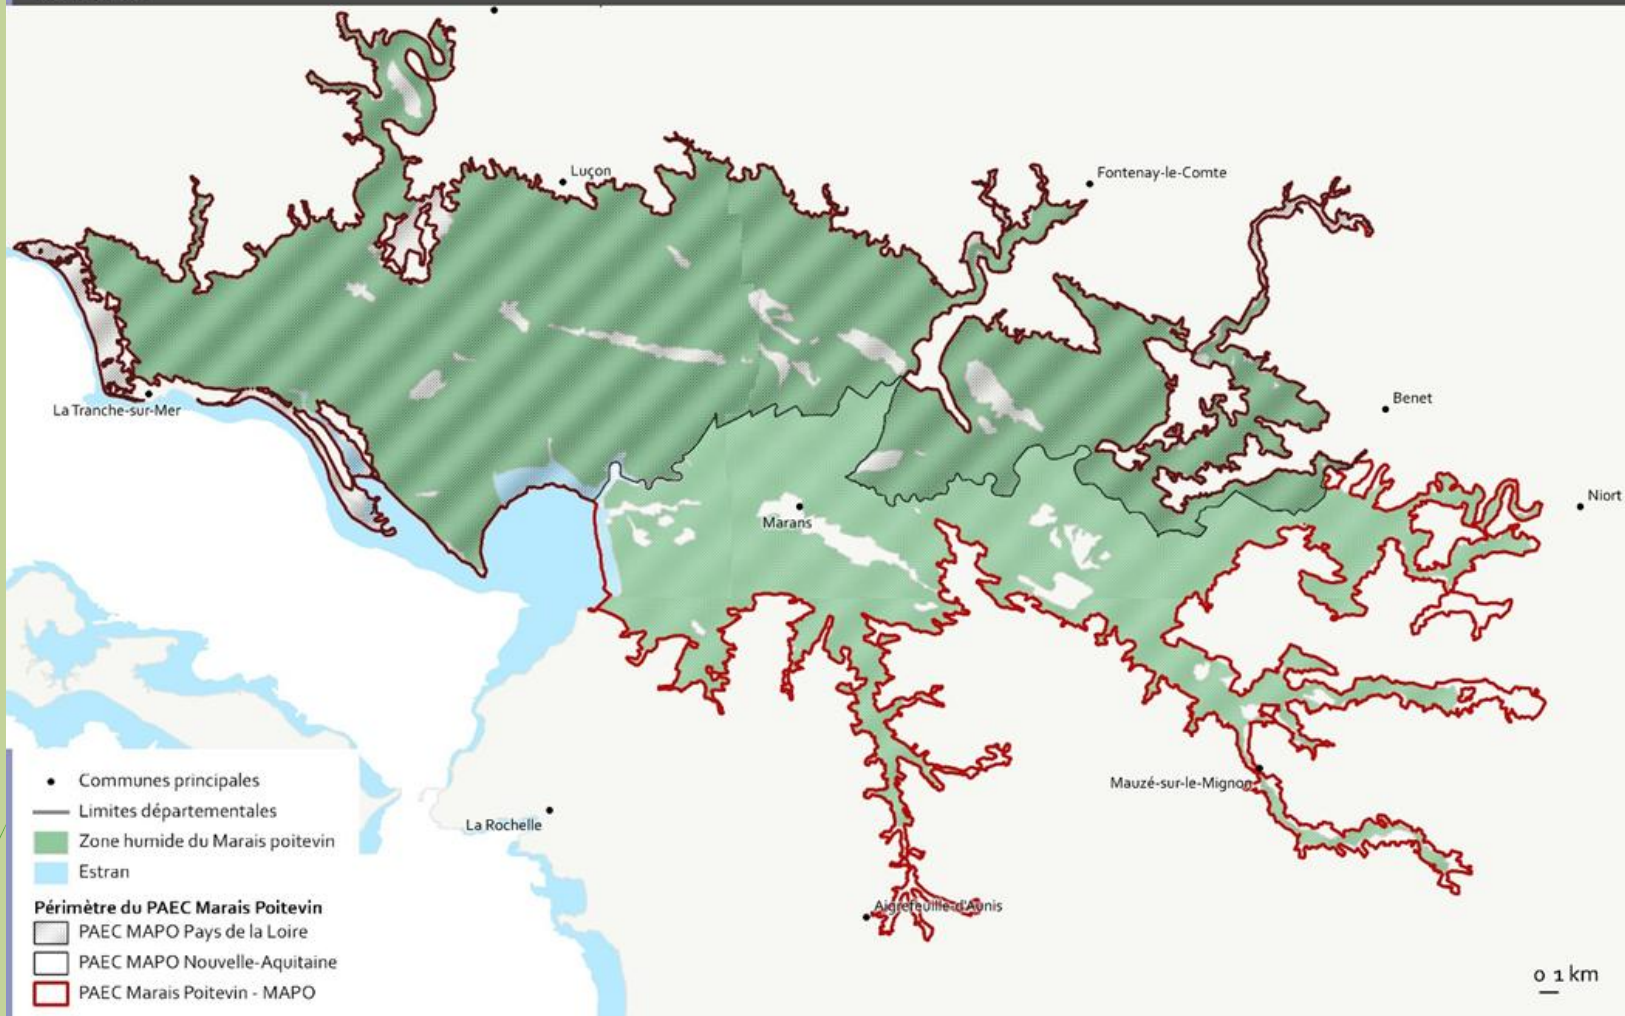 Luçon
Fontenay-le-Comte
La Tranche-sur-Mer
Benet
Niort
Marans
Mauzé-sur-le-Mignon
La Rochelle
Aigrefeuille-d'Aunis
Communes principales
Limites départementales
Zone humide du Marais poitevin
Estran
Périmètre du PAEC Marais Poitevin
PAEC MAPO Pays de la Loire
PAEC MAPO Nouvelle-Aquitaine
PAEC Marais Poitevin - MAPO
0 1 km